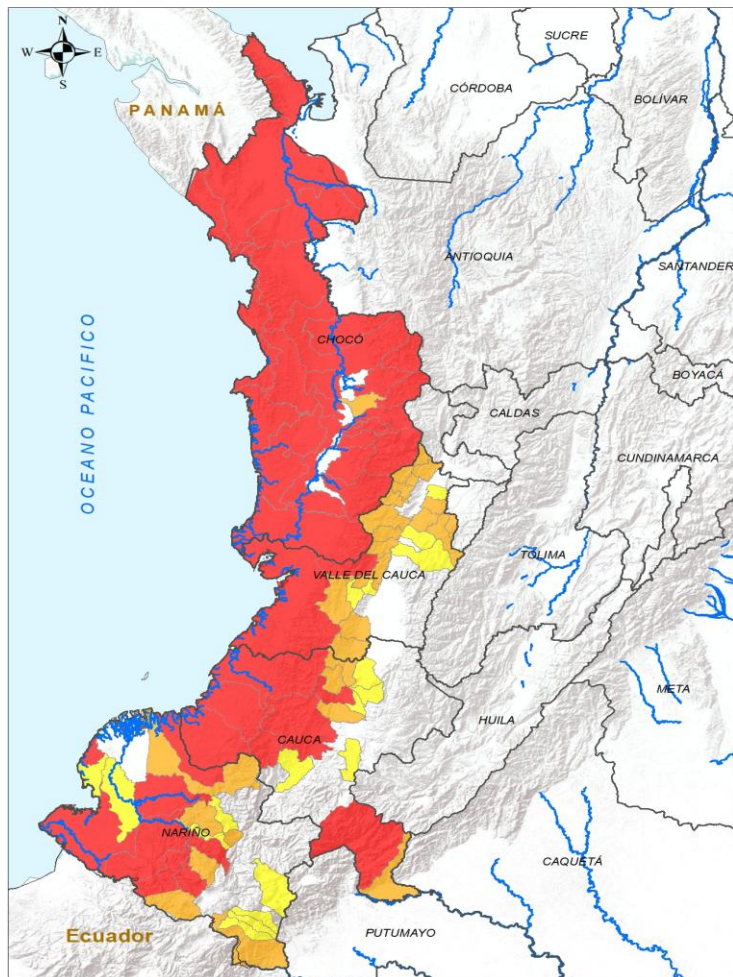 SUCRE
N
W E
S
CÓRDOBA
BOLÍVAR
PANAMÁ
ANTIOQUIA
SANTANDER
OCEANO PACIFICO
CHOCÓ
BOYACÁ
CALDAS
CUNDINAMARCA
TOLIMA
VALLE DEL CAUCA
META
HUILA
CAUCA
NARIÑO
CAQUETÁ
Ecuador
PUTUMAYO